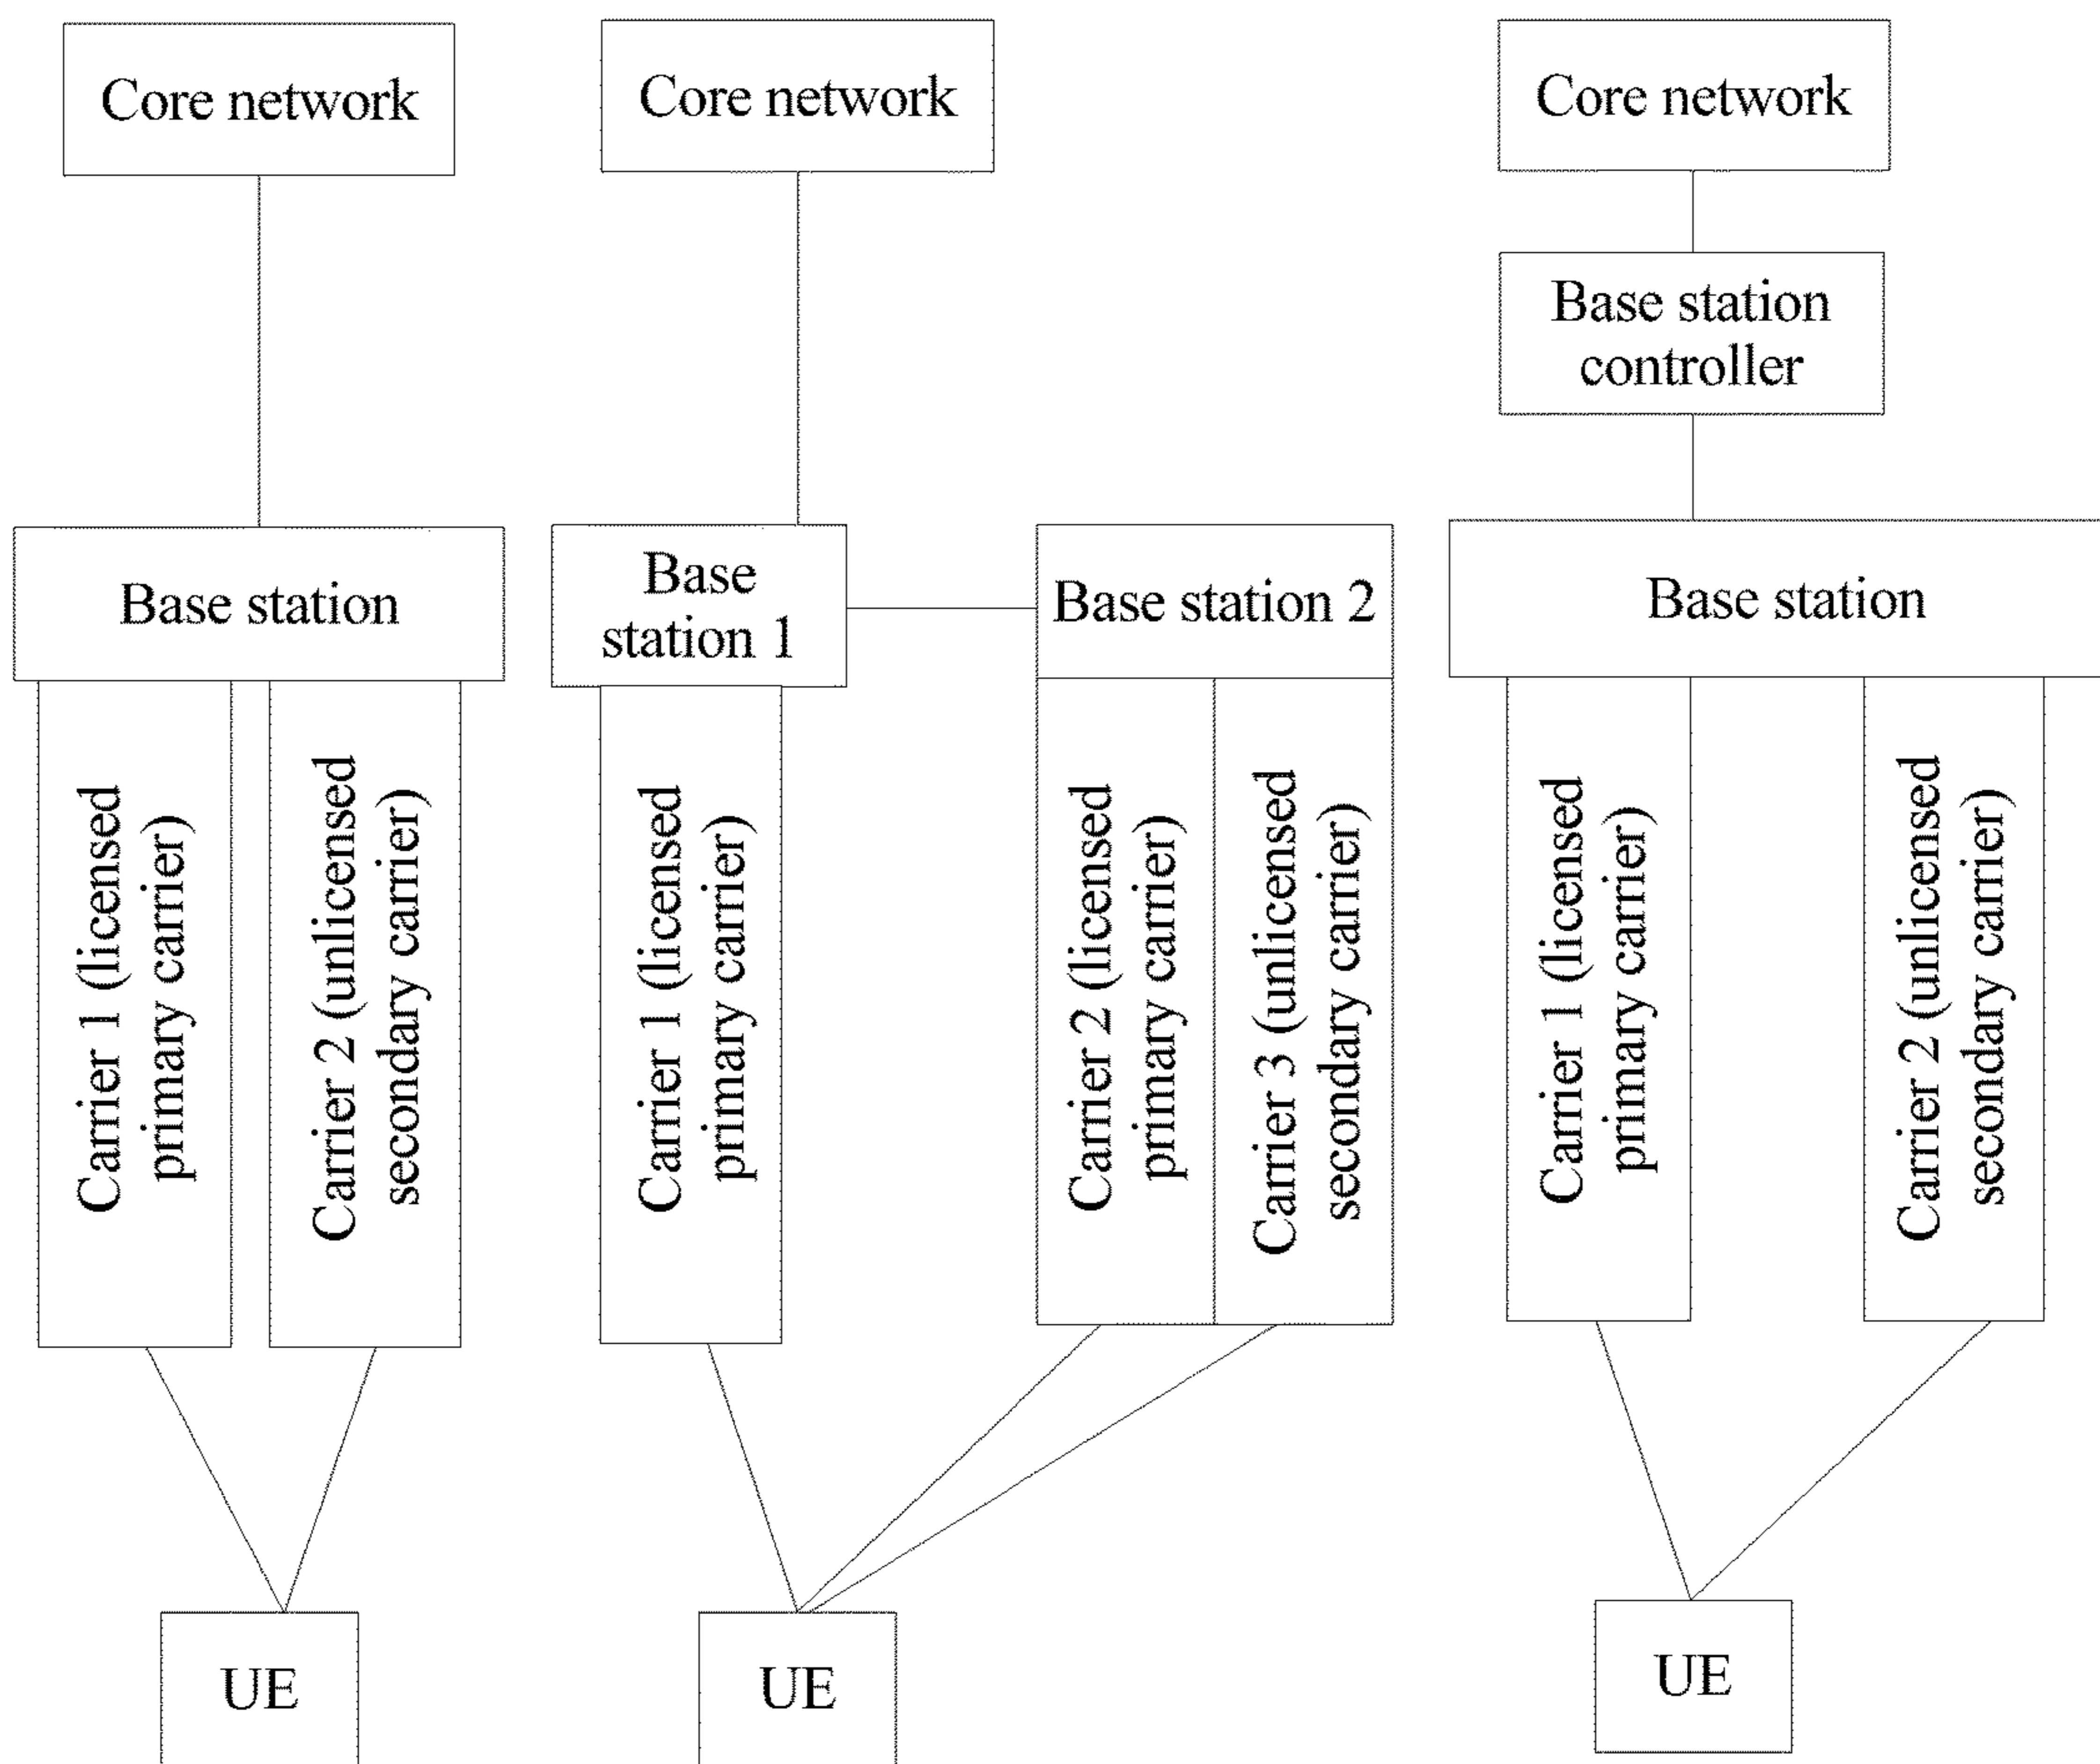 Core network
Base station
Carrier 1 (licensed
primary carrier)
Carrier 2 (unlicensed
secondary carrier)
UE
Core network
Base
station 1
Base station 2
Carrier 1 (licensed
primary carrier)
Carrier 2 (licensed
primary carrier)
Carrier 3 (unlicensed
secondary carrier)
UE
Core network
Base station
controller
Base station
Carrier 1 (licensed
primary carrier)
Carrier 2 (unlicensed
secondary carrier)
UE